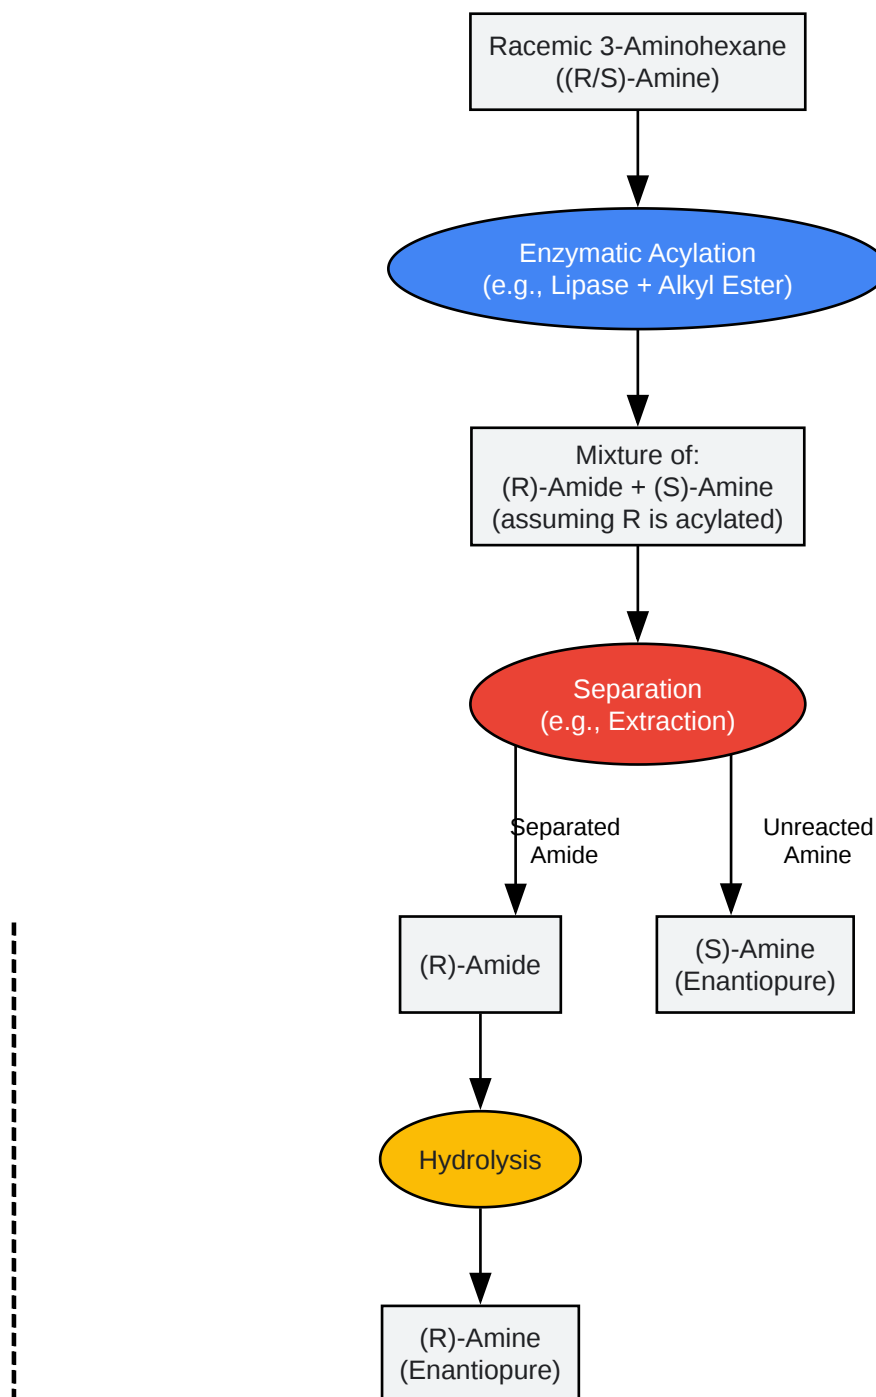 Racemic 3-Aminohexane
((R/S)-Amine)
Enzymatic Acylation
(e.g., Lipase + Alkyl Ester)
Mixture of:
(R)-Amide + (S)-Amine
(assuming R is acylated)
Separation
(e.g., Extraction)
Separated
Amide
Unreacted
Amine
(R)-Amide
(S)-Amine
(Enantiopure)
Hydrolysis
(R)-Amine
(Enantiopure)